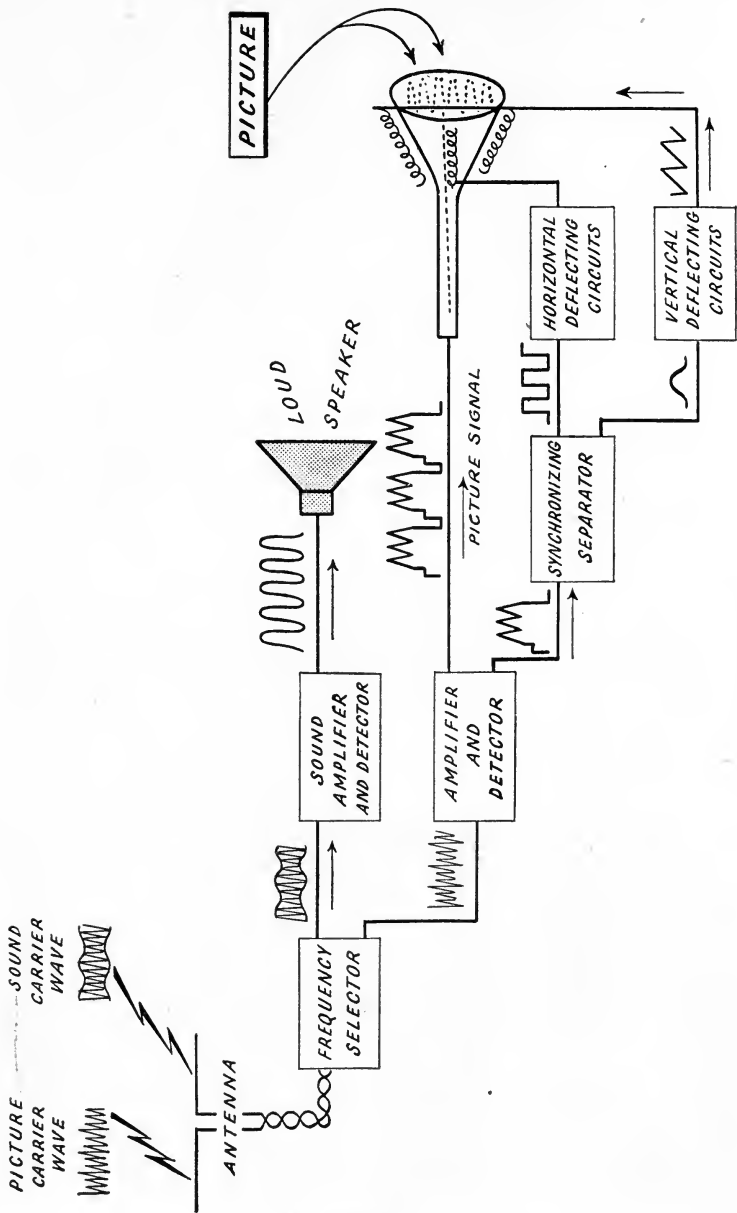 PICTURE
CARRIER
WAVE
SOUND
CARRIER
WAVE
ANTENNA
FREQUENCY
SELECTOR
SOUND
AMPLIFIER
AND DETECTOR
LOUD
SPEAKER
AMPLIFIER
AND
DETECTOR
PICTURE SIGNAL
SYNCHRONIZING
SEPARATOR
HORIZONTAL
DEFLECTING
CIRCUITS
VERTICAL
DEFLECTING
CIRCUITS
PICTURE